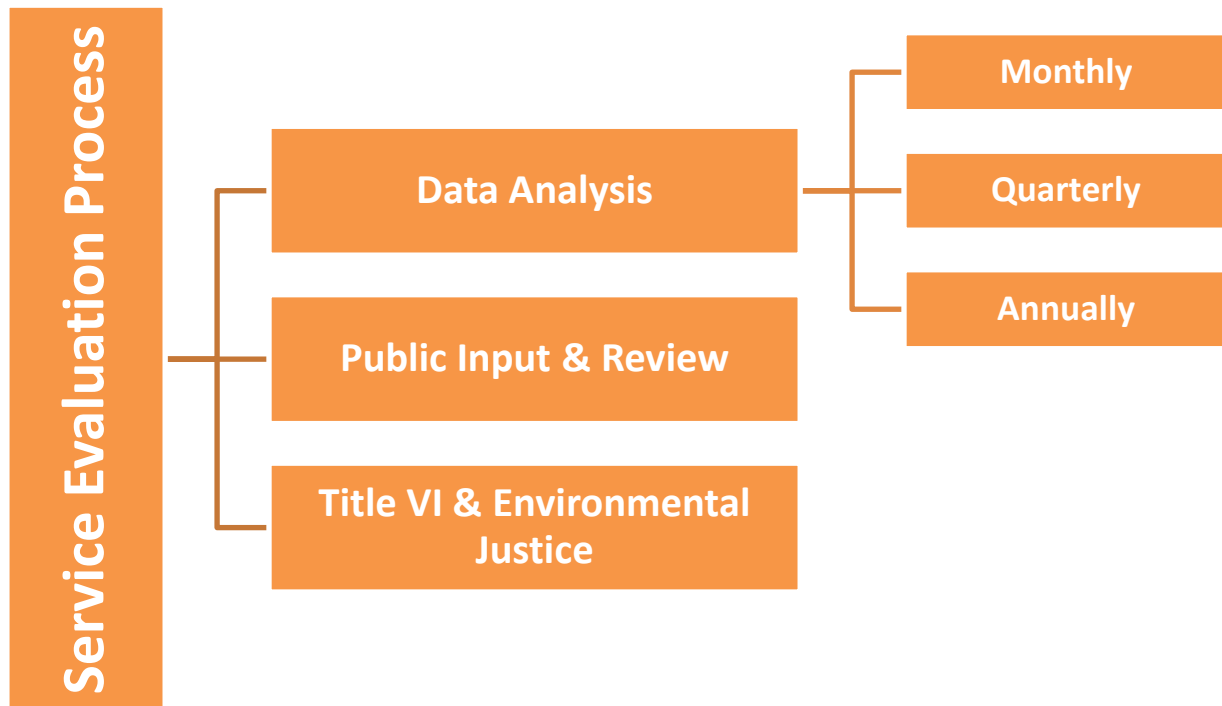 Service Evaluation Process
Data Analysis
Public Input & Review
Title VI & Environmental
Justice
Monthly
Quarterly
Annually